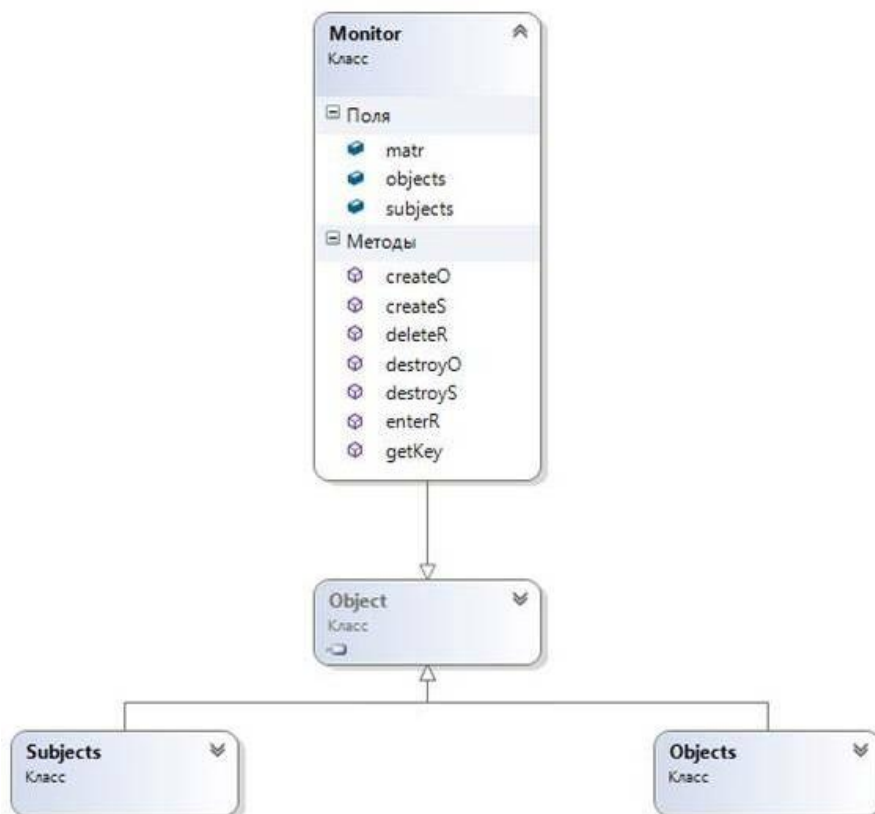 Monitor
Класс
Поля
matr
objects
subjects
Методы
createO
createS
deleteR
destroyO
destroyS
enterR
getKey
Object
Класс
Subjects
Класс
Objects
Класс